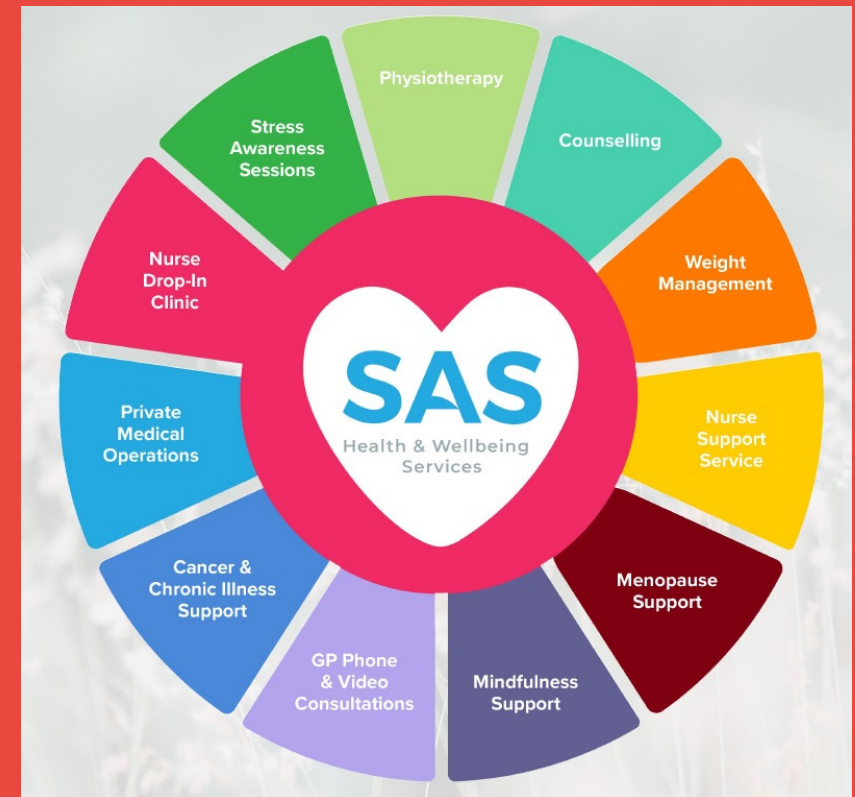 Physiotherapy
Counselling
Weight
Management
Nurse
Support
Service
Menopause
Support
Mindfulness
Support
GP Phone
& Video
Consultations
Cancer &
Chronic Illness
Support
Private
Medical
Operations
Nurse
Drop-In
Clinic
Stress
Awareness
Sessions
SAS
Health & Wellbeing
Services